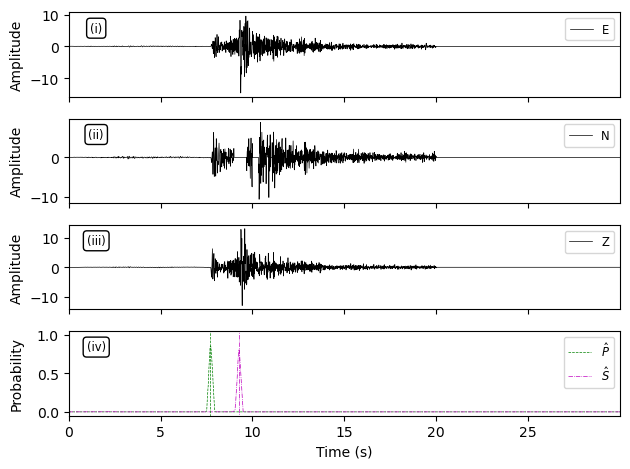 Amplitude
10
0
−10
(i)
E
Amplitude
0
−10
(ii)
N
Amplitude
10
0
−10
(iii)
Z
Probability
1.0
0.5
0.0
(iv)
P̂
Ŝ
0 5 10 15 20 25
Time (s)